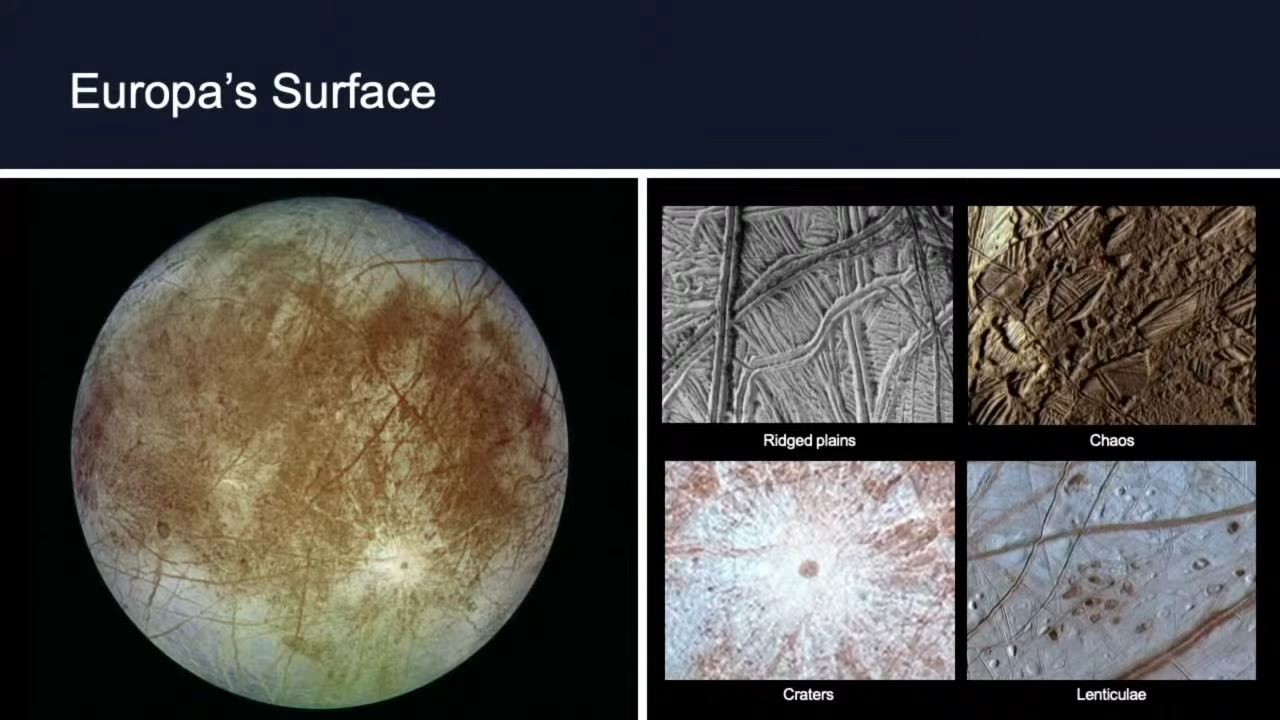 Europa’s Surface
Ridged plains
Chaos
Craters
Lenticulae